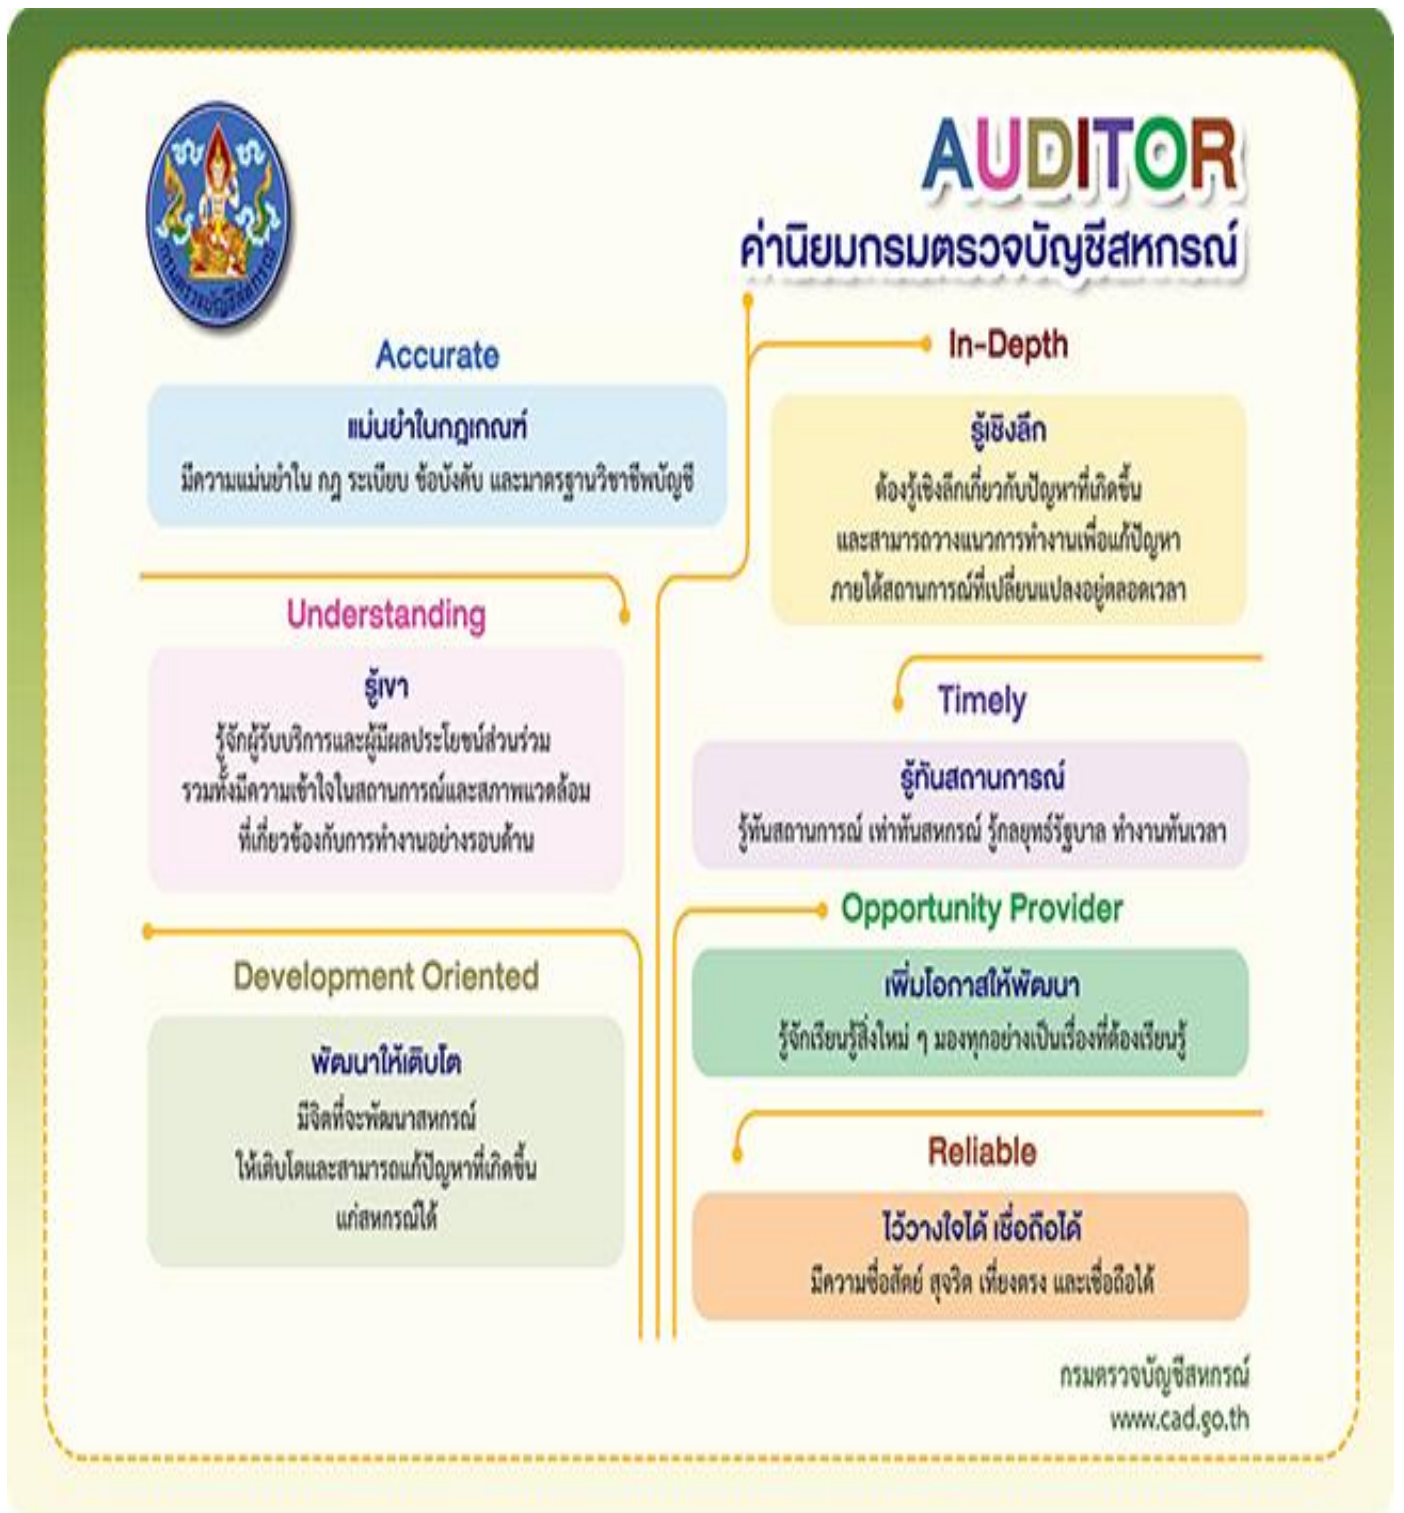 AUDITOR
ค่านิยมกรมตรวจบัญชีสหกรณ์
กรมตรวจบัญชีสหกรณ์
Accurate
แม่นยำในกฎเกณฑ์
มีความแม่นยำใน กฎ ระเบียบ ข้อบังคับ และมาตรฐานวิชาชีพบัญชี
Understanding
รู้เขา
รู้จักผู้รับบริการและผู้มีผลประโยชน์ส่วนร่วม
รวมทั้งมีความเข้าใจในสถานการณ์และสภาพแวดล้อม
ที่เกี่ยวข้องกับการทำงานอย่างรอบด้าน
Development Oriented
พัฒนาให้เติบโต
มีจิตที่จะพัฒนาสหกรณ์
ให้เติบโตและสามารถแก้ปัญหาที่เกิดขึ้น
แก่สหกรณ์ได้
In-Depth
รู้เชิงลึก
ต้องรู้เชิงลึกเกี่ยวกับปัญหาที่เกิดขึ้น
และสามารถวางแนวการทำงานเพื่อแก้ปัญหา
ภายใต้สถานการณ์ที่เปลี่ยนแปลงอยู่ตลอดเวลา
Timely
รู้ทันสถานการณ์
รู้ทันสถานการณ์ เท่าทันสหกรณ์ รู้กลยุทธ์รัฐบาล ทำงานทันเวลา
Opportunity Provider
เพิ่มโอกาสให้พัฒนา
รู้จักเรียนรู้สิ่งใหม่ ๆ มองทุกอย่างเป็นเรื่องที่ต้องเรียนรู้
Reliable
ไว้วางใจได้ เชื่อถือได้
มีความซื่อสัตย์ สุจริต เที่ยงตรง และเชื่อถือได้
กรมตรวจบัญชีสหกรณ์
www.cad.go.th